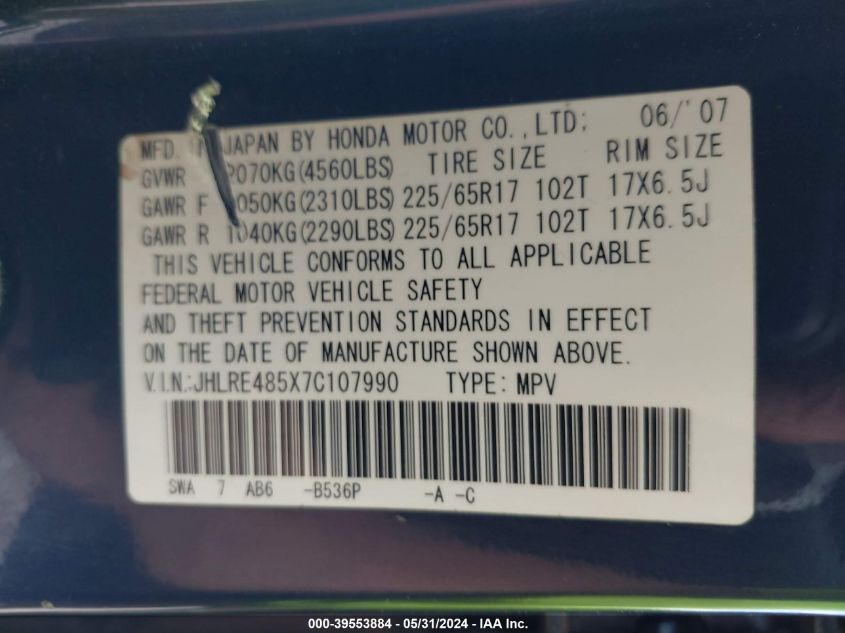 MFD. IN JAPAN BY HONDA MOTOR CO.,LTD; 06/'07
GVWR 2070KG(4560LBS) TIRE SIZE RIM SIZE
GAWR F 1050KG(2310LBS) 225/65R17 102T 17X6.5J
GAWR R 1040KG(2290LBS) 225/65R17 102T 17X6.5J
THIS VEHICLE CONFORMS TO ALL APPLICABLE
FEDERAL MOTOR VEHICLE SAFETY
AND THEFT PREVENTION STANDARDS IN EFFECT
ON THE DATE OF MANUFACTURE SHOWN ABOVE.
V.I.N.:JHLRE485X7C107990 TYPE: MPV
SWA 7 AB6 -B536P -A -C
000-39553884 - 05/31/2024 - IAA Inc.